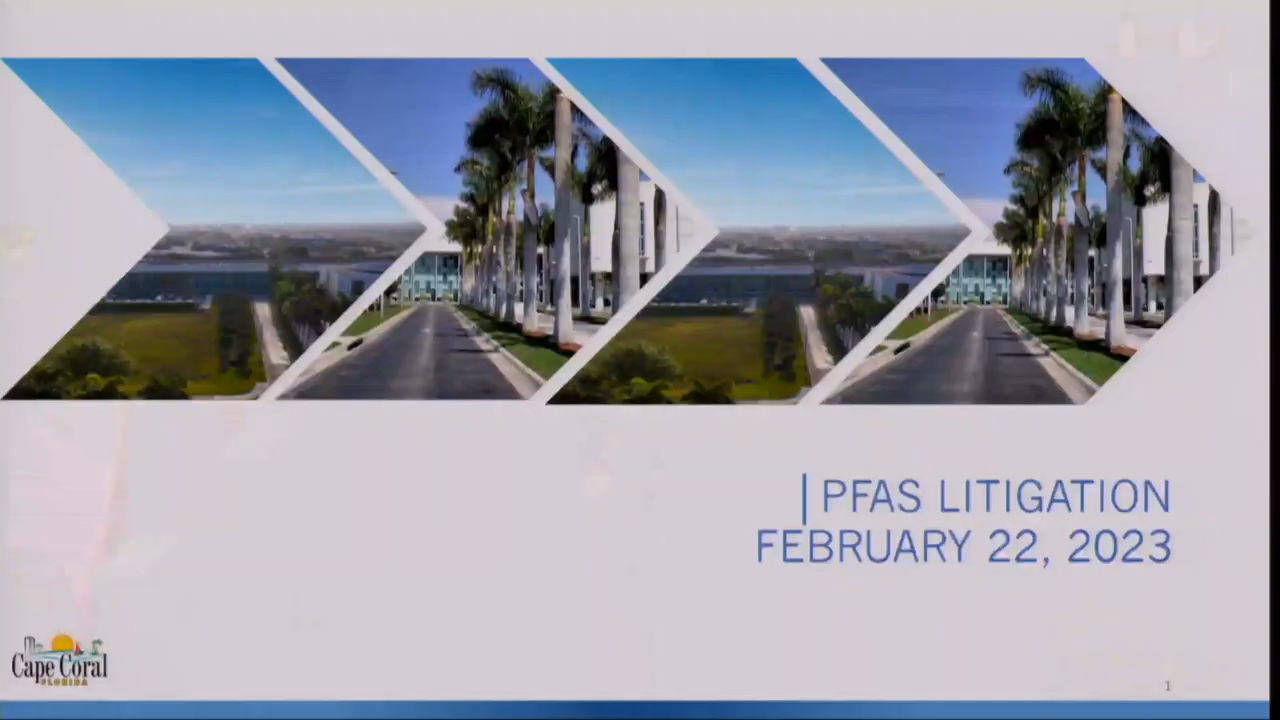 | PFAS LITIGATION
FEBRUARY 22, 2023
Cape Coral
FLORIDA
1